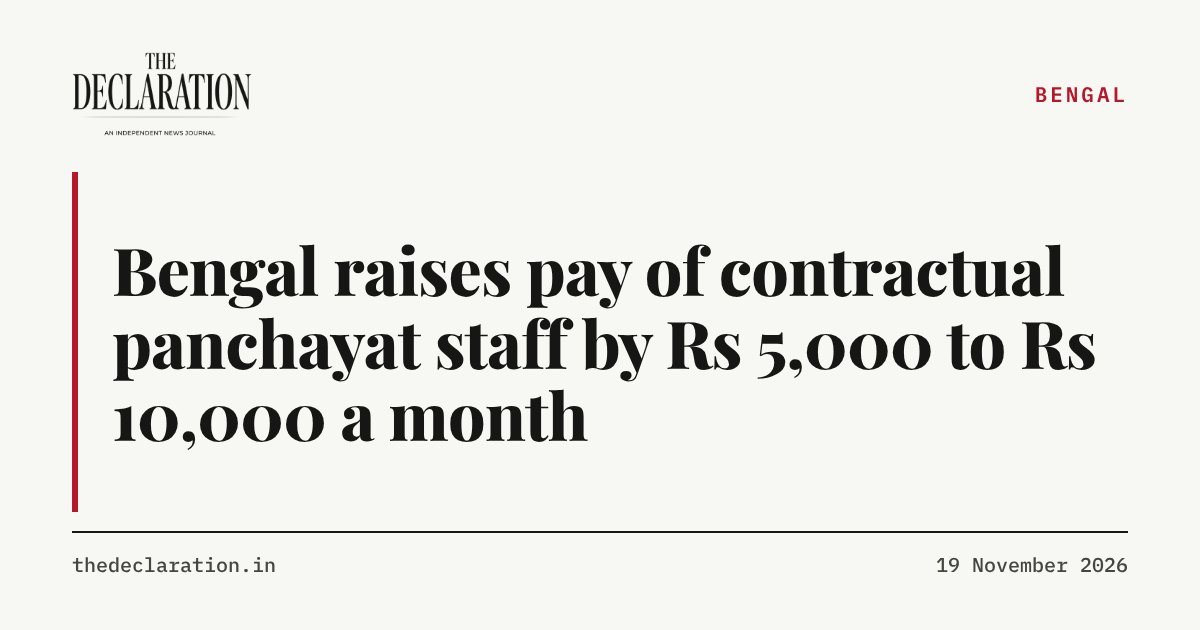 THE
DECLARATION
AN INDEPENDENT NEWS JOURNAL
BENGAL
Bengal raises pay of contractual
panchayat staff by Rs 5,000 to Rs
10,000 a month
thedeclaration.in
19 November 2026